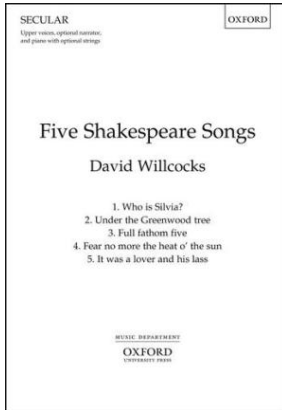 SECULAR
Upper voices, optional narrator,
and piano with optional strings
OXFORD
Five Shakespeare Songs
David Willcocks
1. Who is Silvia?
2. Under the Greenwood tree
3. Full fathom five
4. Fear no more the heat o' the sun
5. It was a lover and his lass
MUSIC DEPARTMENT
OXFORD
UNIVERSITY PRESS